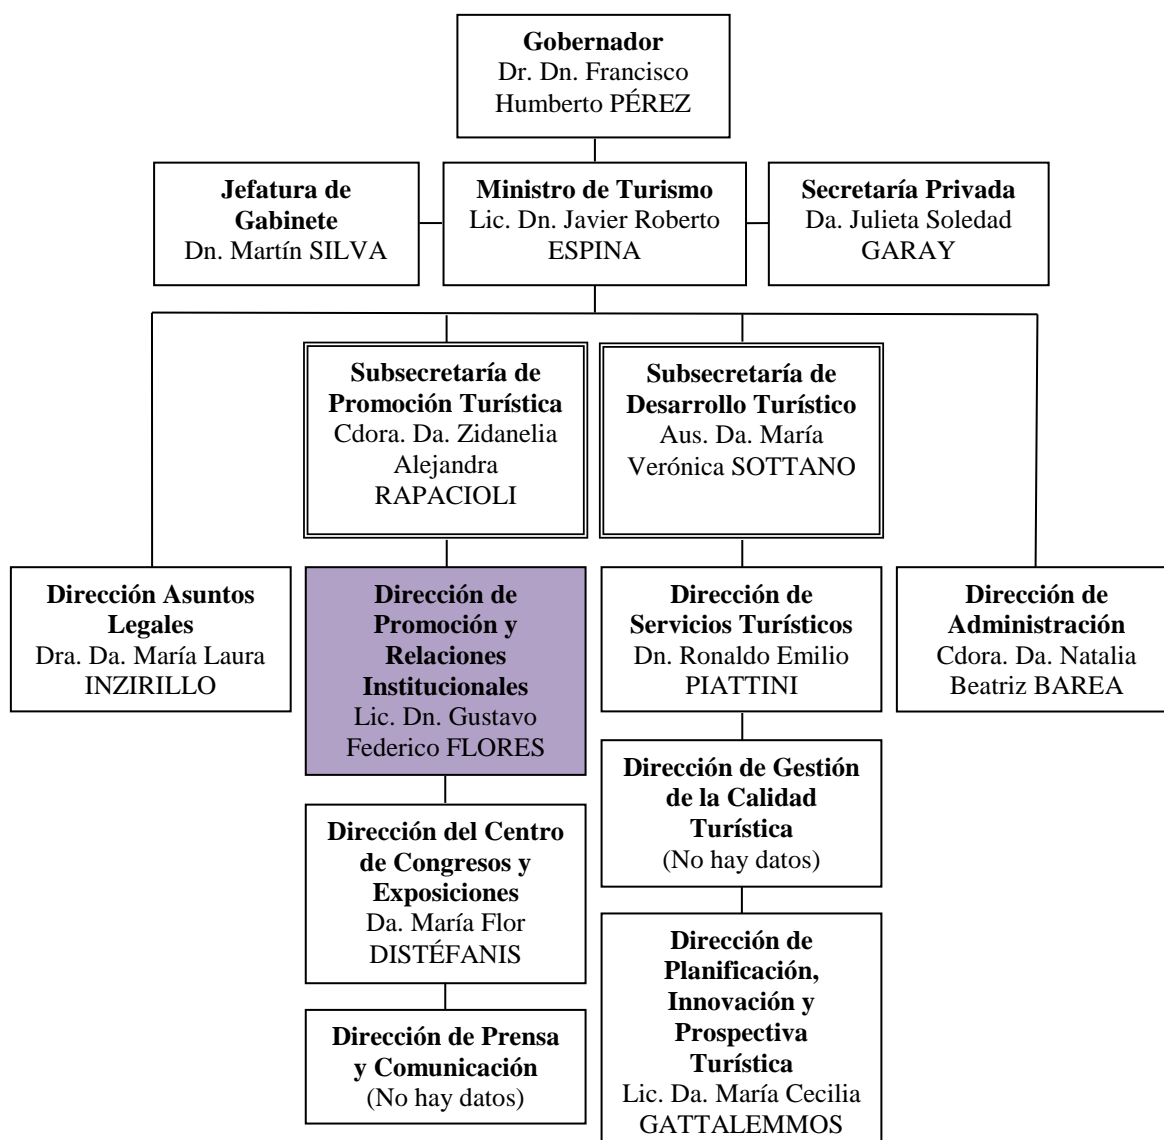 Gobernador
Dr. Dn. Francisco
Humberto PÉREZ
Jefatura de
Gabinete
Dn. Martín SILVA
Ministro de Turismo
Lic. Dn. Javier Roberto
ESPINA
Secretaría Privada
Da. Julieta Soledad
GARAY
Subsecretaría de
Promoción Turística
Cdora. Da. Zidanelia
Alejandra
RAPACIOLI
Subsecretaría de
Desarrollo Turístico
Aus. Da. María
Verónica SOTTANO
Dirección Asuntos
Legales
Dra. Da. María Laura
INZIRILLO
Dirección de
Promoción y
Relaciones
Institucionales
Lic. Dn. Gustavo
Federico FLORES
Dirección de
Servicios Turísticos
Dn. Ronaldo Emilio
PIATTINI
Dirección de
Administración
Cdora. Da. Natalia
Beatriz BAREA
Dirección del Centro
de Congresos y
Exposiciones
Da. María Flor
DISTÉFANIS
Dirección de Gestión
de la Calidad
Turística
(No hay datos)
Dirección de Prensa
y Comunicación
(No hay datos)
Dirección de
Planificación,
Innovación y
Prospectiva
Turística
Lic. Da. María Cecilia
GATTALEMMOS